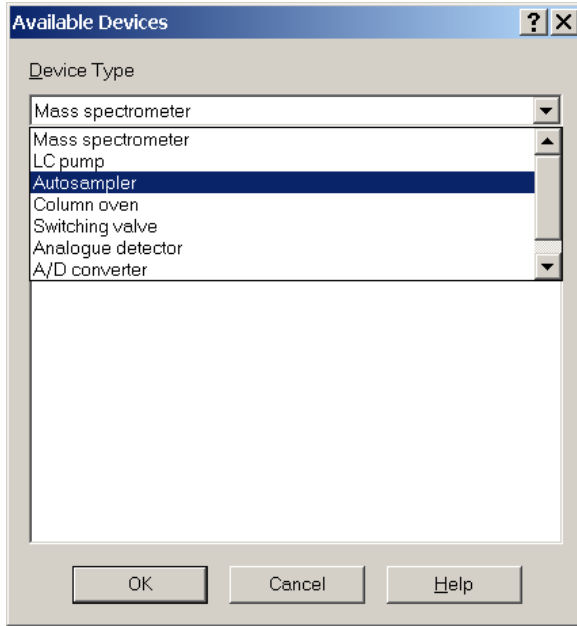 Available Devices
Device Type
Mass spectrometer
Mass spectrometer
LC pump
Autosampler
Column oven
Switching valve
Analogue detector
A/D converter
OK Cancel Help